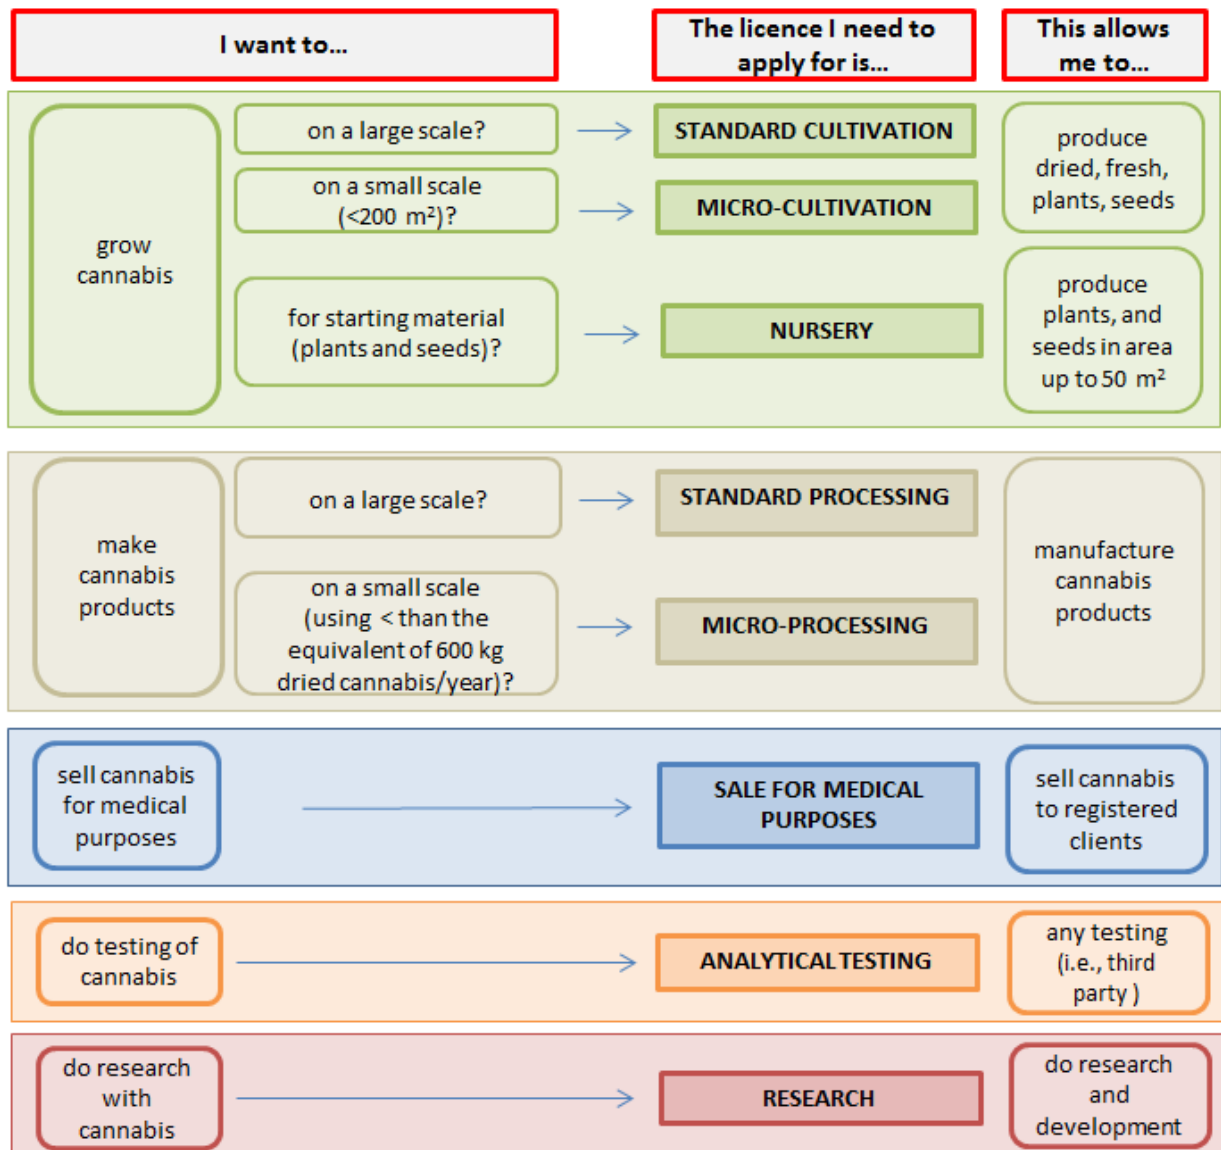 I want to...
The licence I need to
apply for is...
This allows
me to...
grow
cannabis
on a large scale?
STANDARD CULTIVATION
produce
dried, fresh,
plants, seeds
on a small scale
(<200 m²)?
MICRO-CULTIVATION
for starting material
(plants and seeds)?
NURSERY
produce
plants, and
seeds in area
up to 50 m²
make
cannabis
products
on a large scale?
STANDARD PROCESSING
manufacture
cannabis
products
on a small scale
(using < than the
equivalent of 600 kg
dried cannabis/year)?
MICRO-PROCESSING
sell cannabis
for medical
purposes
SALE FOR MEDICAL
PURPOSES
sell cannabis
to registered
clients
do testing of
cannabis
ANALYTICAL TESTING
any testing
(i.e., third
party )
do research
with
cannabis
RESEARCH
do research
and
development